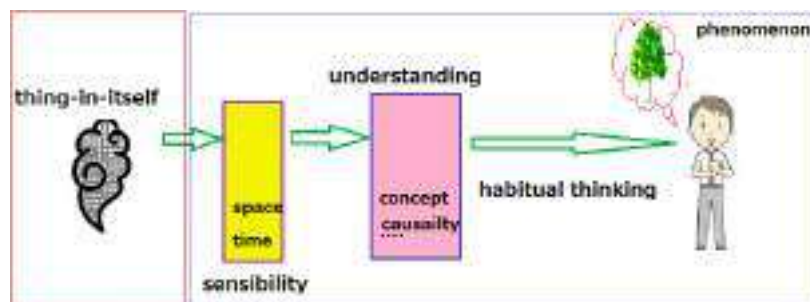 phenomenon
understanding
thing-in-itself
space
time
concept
causailty
habitual thinking
sensibility